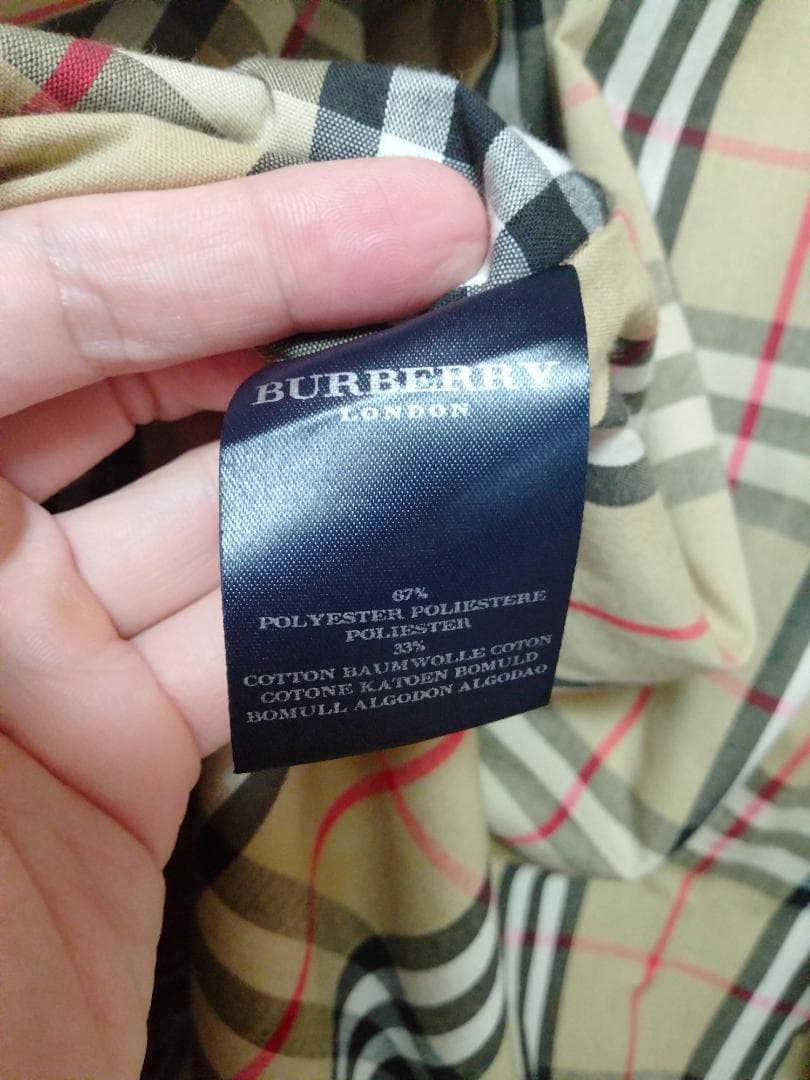 BURBERRY
LONDON
67%
POLYESTER POLIESTERE
POLIESTER
33%
COTTON BAUMWOLLE COTON
COTONE KATOEN BOMULD
BOMULL ALGODON ALGODAO